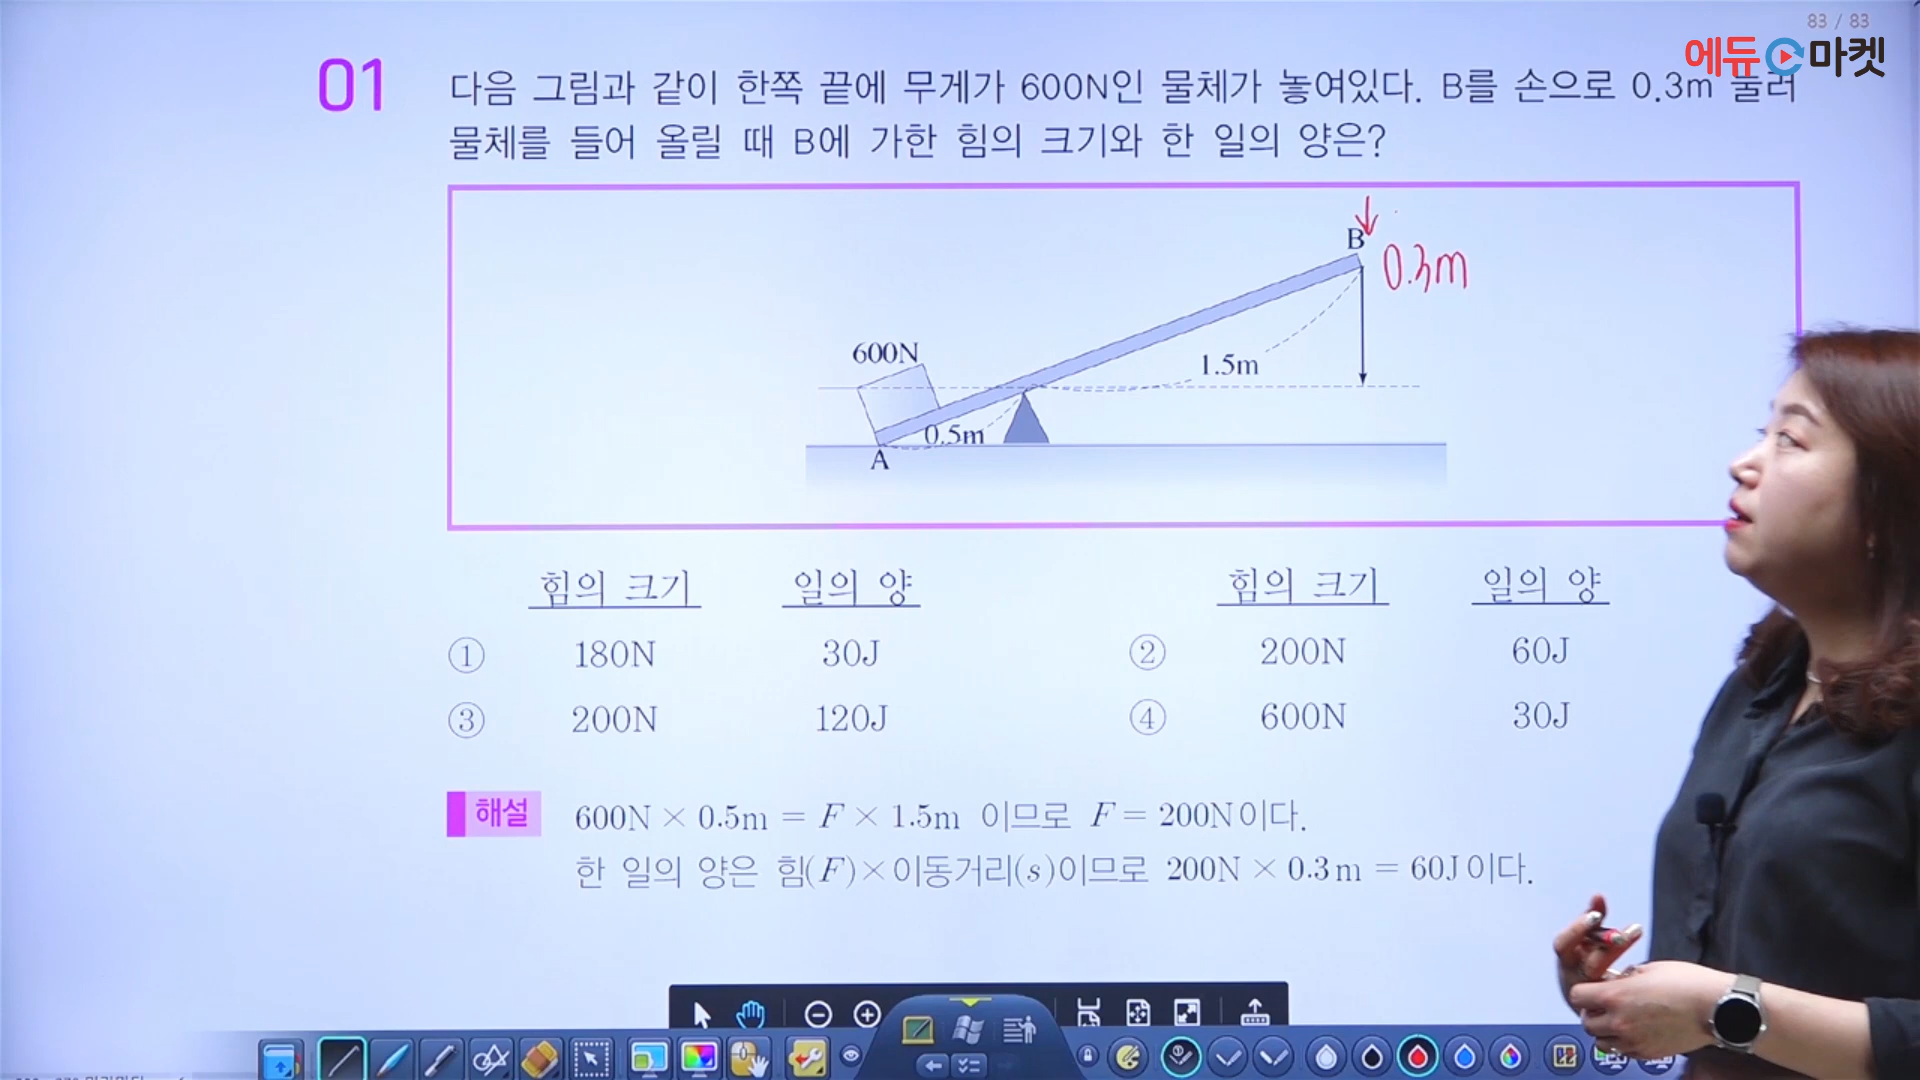 83 / 83
에듀 마켓
01
다음 그림과 같이 한쪽 끝에 무게가 600N인 물체가 놓여있다. B를 손으로 0.3m 눌러
물체를 들어 올릴 때 B에 가한 힘의 크기와 한 일의 양은?
B
0.3m
600N
1.5m
0.5m
A
힘의 크기 일의 양 힘의 크기 일의 양
① 180N 30J ② 200N 60J
③ 200N 120J ④ 600N 30J
해설 600N × 0.5m = F × 1.5m 이므로 F = 200N이다.
한 일의 양은 힘(F)×이동거리(s)이므로 200N × 0.3m = 60J이다.